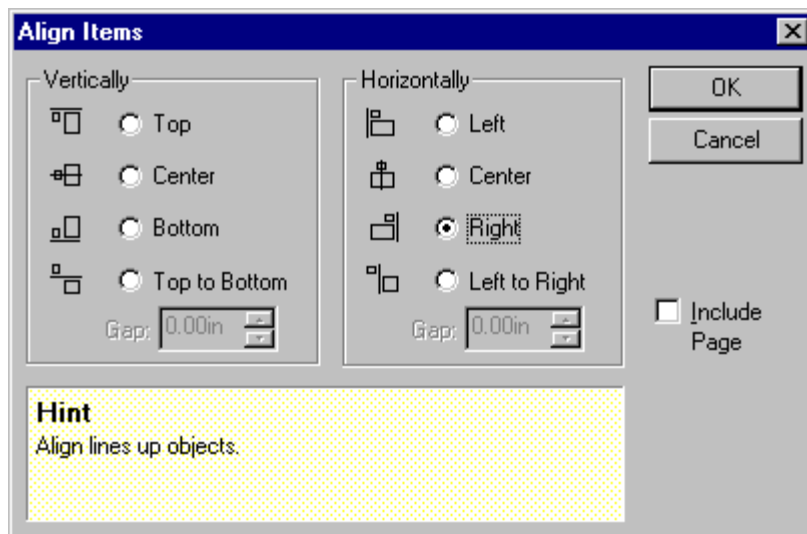 Align Items
Vertically
Top
Center
Bottom
Top to Bottom
Gap: 0.00in
Horizontally
Left
Center
Right
Left to Right
Gap: 0.00in
OK
Cancel
Include
Page
Hint
Align lines up objects.